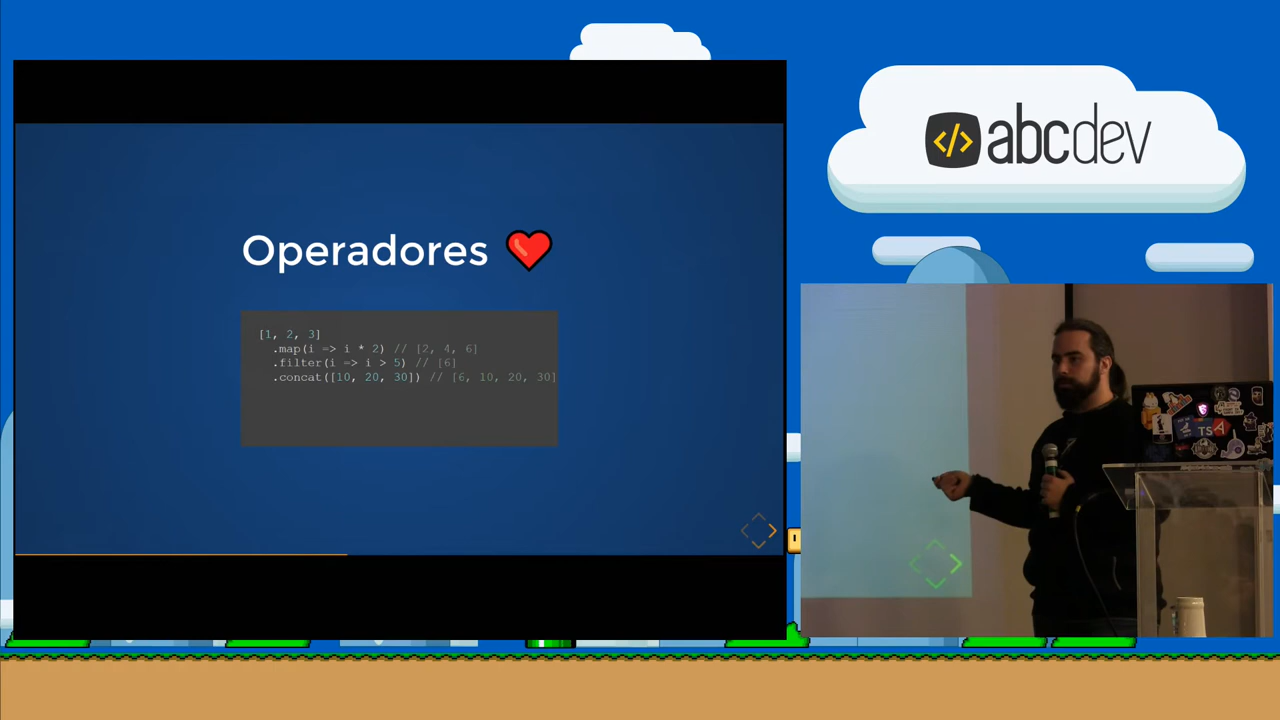 Operadores
[1, 2, 3]
.map(i => i * 2) // [2, 4, 6]
.filter(i => i > 5) // [6]
.concat([10, 20, 30]) // [6, 10, 20, 30]
</> abcdev
TSA